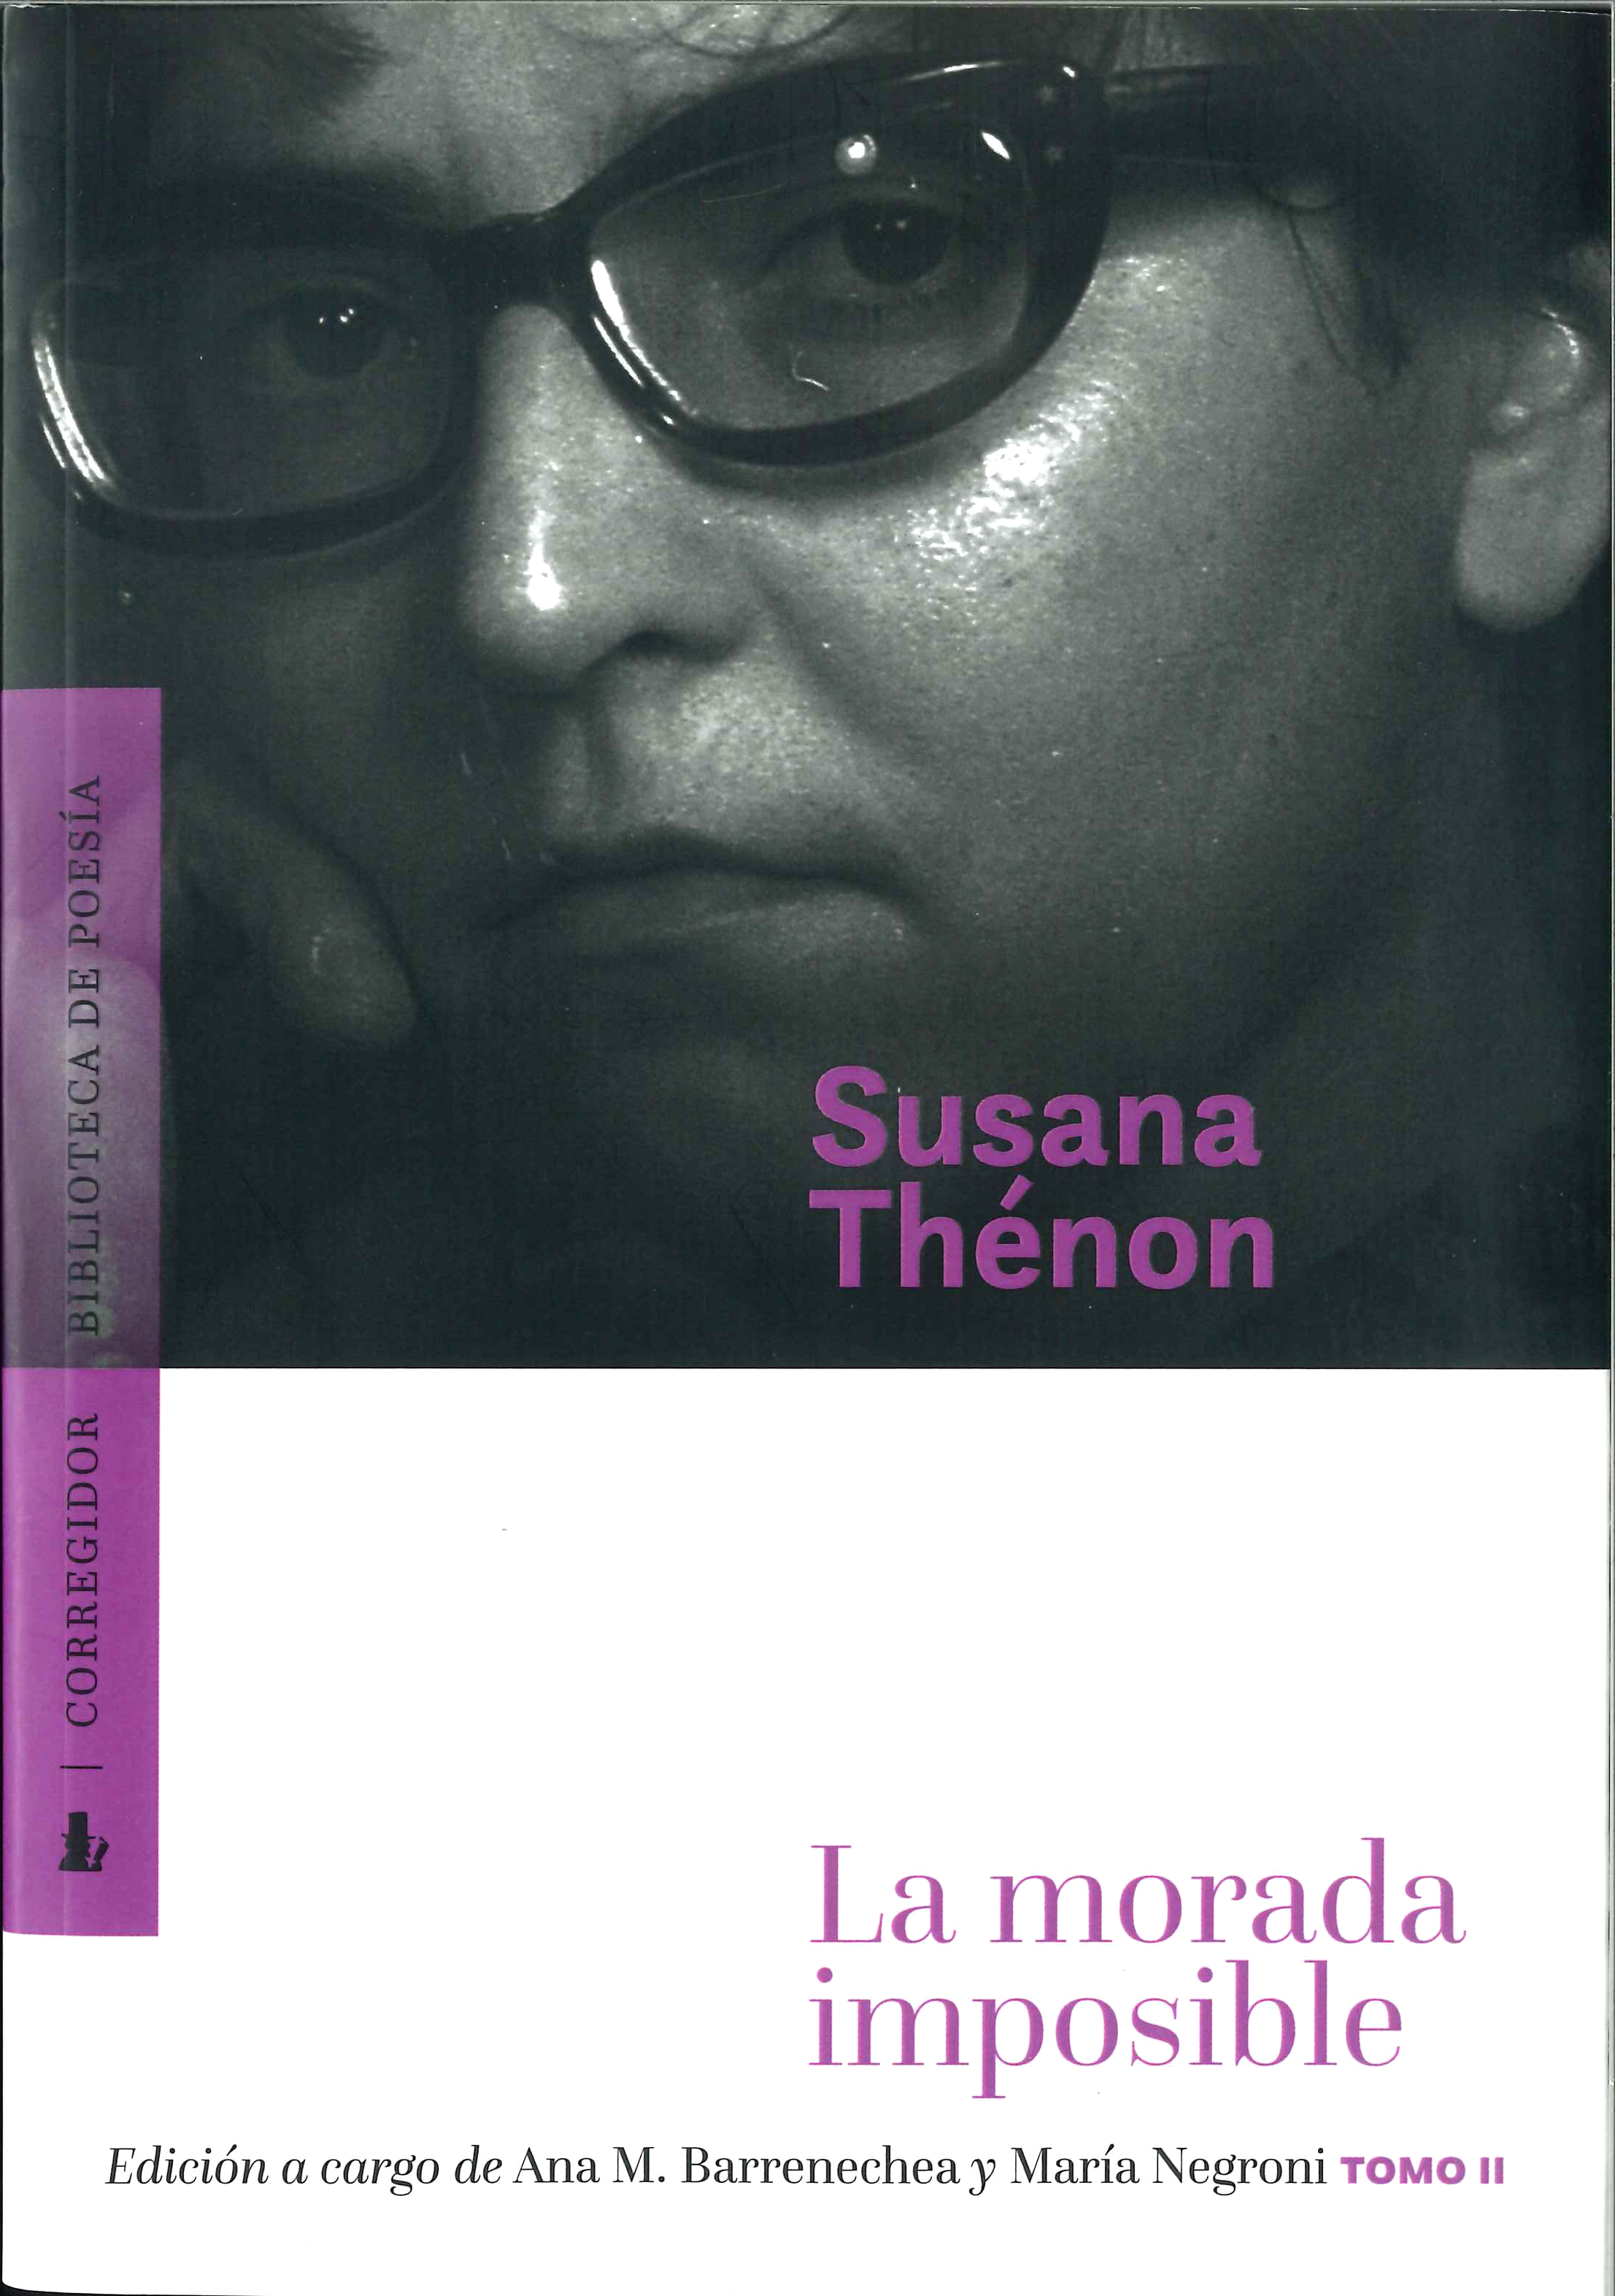 Susana
Thénon
BIBLIOTECA DE POESÍA
CORREGIDOR
La morada
imposible
Edición a cargo de Ana M. Barrenechea y María Negroni TOMO II